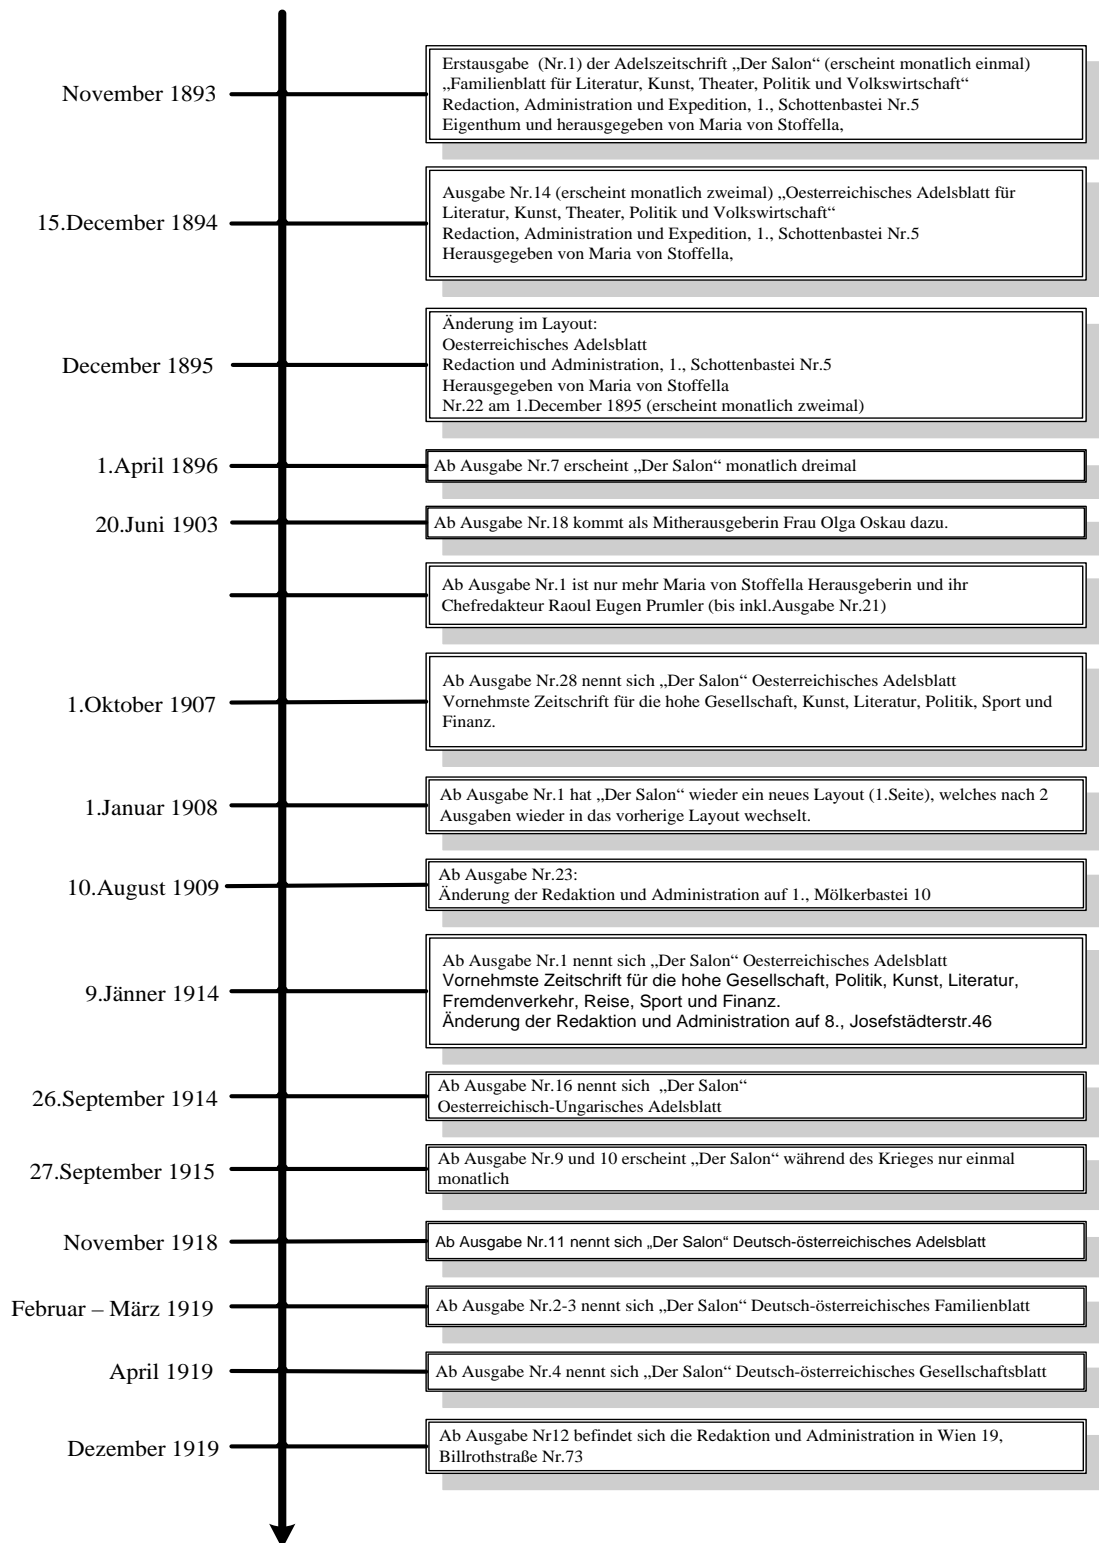 November 1893
Erstausgabe  (Nr.1) der Adelszeitschrift „Der Salon“ (erscheint monatlich einmal)
„Familienblatt für Literatur, Kunst, Theater, Politik und Volkswirtschaft“
Redaction, Administration und Expedition, 1., Schottenbastei Nr.5
Eigenthum und herausgegeben von Maria von Stoffella,
15.December 1894
Ausgabe Nr.14 (erscheint monatlich zweimal) „Oesterreichisches Adelsblatt für
Literatur, Kunst, Theater, Politik und Volkswirtschaft“
Redaction, Administration und Expedition, 1., Schottenbastei Nr.5
Herausgegeben von Maria von Stoffella,
December 1895
Änderung im Layout:
Oesterreichisches Adelsblatt
Redaction und Administration, 1., Schottenbastei Nr.5
Herausgegeben von Maria von Stoffella
Nr.22 am 1.December 1895 (erscheint monatlich zweimal)
1.April 1896
Ab Ausgabe Nr.7 erscheint „Der Salon“ monatlich dreimal
20.Juni 1903
Ab Ausgabe Nr.18 kommt als Mitherausgeberin Frau Olga Oskau dazu.
Ab Ausgabe Nr.1 ist nur mehr Maria von Stoffella Herausgeberin und ihr
Chefredakteur Raoul Eugen Prumler (bis inkl.Ausgabe Nr.21)
1.Oktober 1907
Ab Ausgabe Nr.28 nennt sich „Der Salon“ Oesterreichisches Adelsblatt
Vornehmste Zeitschrift für die hohe Gesellschaft, Kunst, Literatur, Politik, Sport und
Finanz.
1.Januar 1908
Ab Ausgabe Nr.1 hat „Der Salon“ wieder ein neues Layout (1.Seite), welches nach 2
Ausgaben wieder in das vorherige Layout wechselt.
10.August 1909
Ab Ausgabe Nr.23:
Änderung der Redaktion und Administration auf 1., Mölkerbastei 10
9.Jänner 1914
Ab Ausgabe Nr.1 nennt sich „Der Salon“ Oesterreichisches Adelsblatt
Vornehmste Zeitschrift für die hohe Gesellschaft, Politik, Kunst, Literatur,
Fremdenverkehr, Reise, Sport und Finanz.
Änderung der Redaktion und Administration auf 8., Josefstädterstr.46
26.September 1914
Ab Ausgabe Nr.16 nennt sich  „Der Salon“
Oesterreichisch-Ungarisches Adelsblatt
27.September 1915
Ab Ausgabe Nr.9 und 10 erscheint „Der Salon“ während des Krieges nur einmal
monatlich
November 1918
Ab Ausgabe Nr.11 nennt sich „Der Salon“ Deutsch-österreichisches Adelsblatt
Februar – März 1919
Ab Ausgabe Nr.2-3 nennt sich „Der Salon“ Deutsch-österreichisches Familienblatt
April 1919
Ab Ausgabe Nr.4 nennt sich „Der Salon“ Deutsch-österreichisches Gesellschaftsblatt
Dezember 1919
Ab Ausgabe Nr12 befindet sich die Redaktion und Administration in Wien 19,
Billrothstraße Nr.73